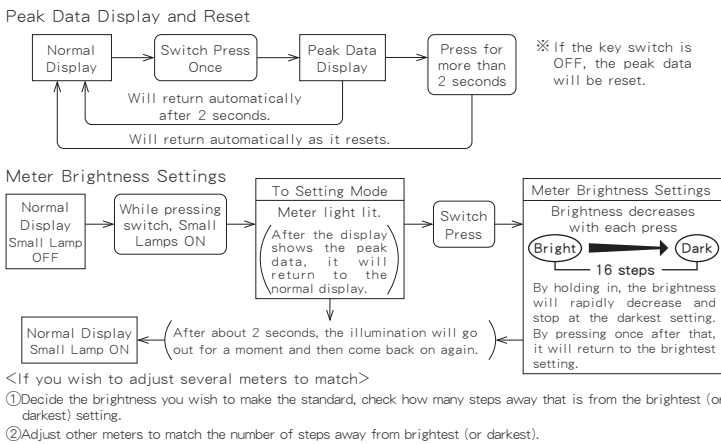 Peak Data Display and Reset
Normal
Display
Switch Press
Once
Peak Data
Display
Press for
more than
2 seconds
※ If the key switch is
OFF, the peak data
will be reset.
Will return automatically
after 2 seconds.
Will return automatically as it resets.
Meter Brightness Settings
Normal
Display
Small Lamp
OFF
While pressing
switch, Small
Lamps ON
To Setting Mode
Meter light lit.
(After the display
shows the peak
data, it will
return to the
normal display.)
Switch
Press
Meter Brightness Settings
Brightness decreases
with each press
Bright Dark
16 steps
By holding in, the brightness
will rapidly decrease and
stop at the darkest setting.
By pressing once after that,
it will return to the brightest
setting.
Normal Display
Small Lamp ON
(After about 2 seconds, the illumination will go
out for a moment and then come back on again.)
<If you wish to adjust several meters to match>
①Decide the brightness you wish to make the standard, check how many steps away that is from the brightest (or
darkest) setting.
②Adjust other meters to match the number of steps away from brightest (or darkest).